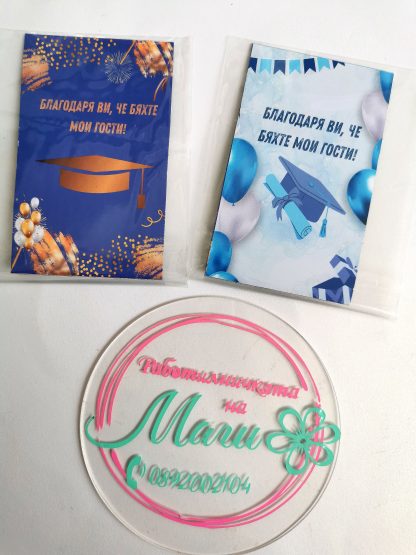 БЛАГОДАРЯ ВИ, ЧЕ БЯХТЕ
МОИ ГОСТИ!
БЛАГОДАРЯ ВИ, ЧЕ
БЯХТЕ МОИ ГОСТИ!
Работилничката
на
Маги
0892002104